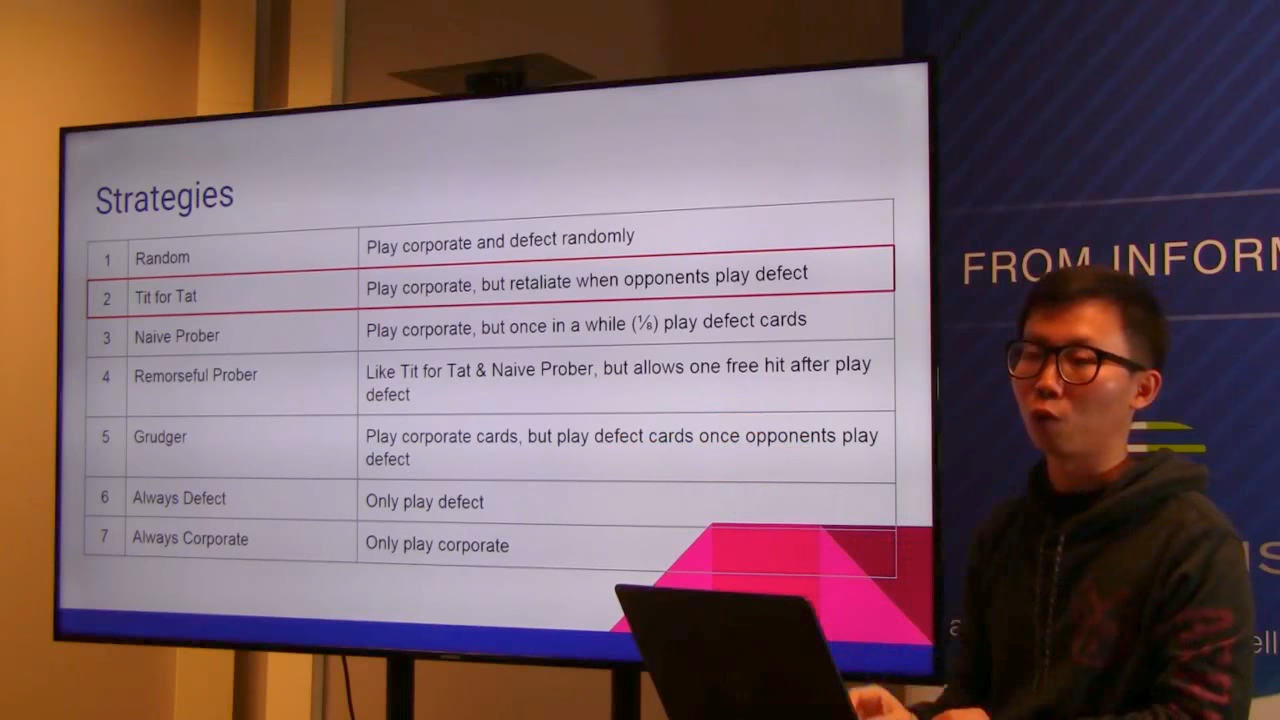 Strategies
1 Random Play corporate and defect randomly
2 Tit for Tat Play corporate, but retaliate when opponents play defect
3 Naive Prober Play corporate, but once in a while (⅛) play defect cards
4 Remorseful Prober Like Tit for Tat & Naive Prober, but allows one free hit after play
defect
5 Grudger Play corporate cards, but play defect cards once opponents play
defect
6 Always Defect Only play defect
7 Always Corporate Only play corporate
FROM INFORM